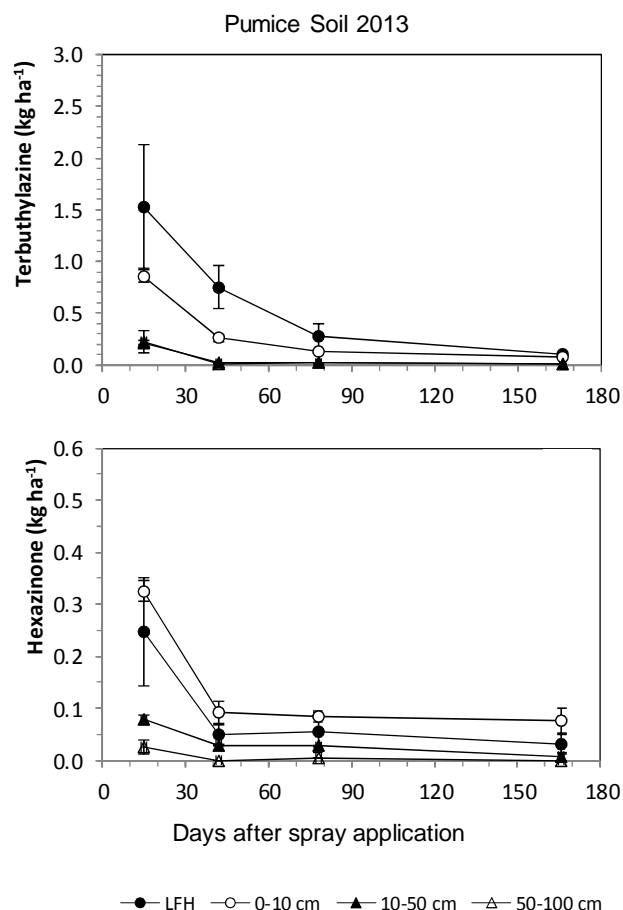 Pumice Soil 2013
Terbuthylazine (kg ha⁻¹)
3.0
2.5
2.0
1.5
1.0
0.5
0.0
0 30 60 90 120 150 180
Hexazinone (kg ha⁻¹)
0.6
0.5
0.4
0.3
0.2
0.1
0.0
0 30 60 90 120 150 180
Days after spray application
LFH 0-10 cm 10-50 cm 50-100 cm